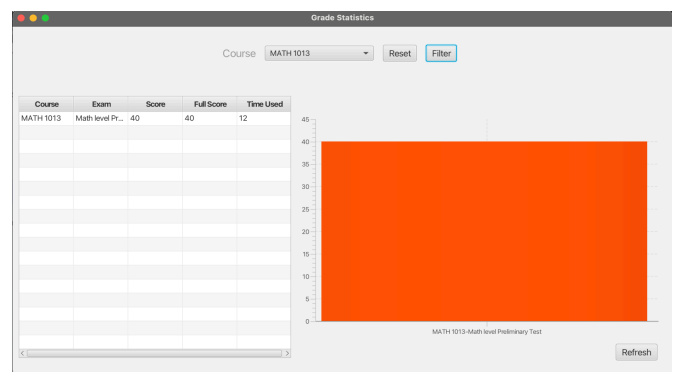 Grade Statistics
Course MATH 1013 Reset Filter
Course Exam Score Full Score Time Used
MATH 1013 Math level Pr... 40 40 12
45
40
35
30
25
20
15
10
5
0
MATH 1013-Math level Preliminary Test
Refresh